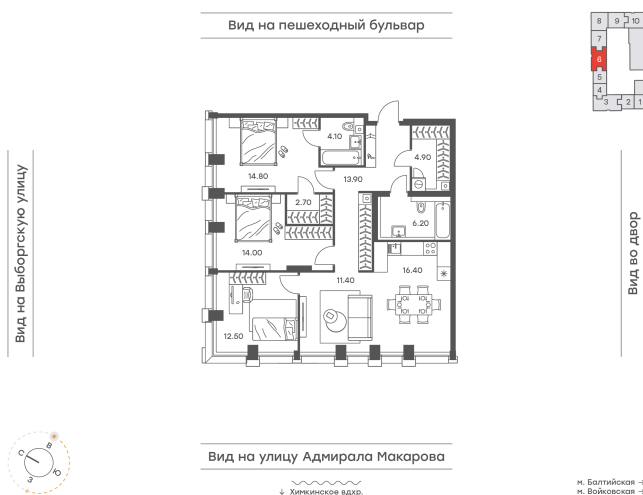 Вид на пешеходный бульвар
8 9 10
7
6
5
4
3 2 1
4.10
4.90
14.80
13.90
2.70
6.20
14.00
16.40
11.40
12.50
Вид на Выборгскую улицу
Вид во двор
Вид на улицу Адмирала Макарова
С В Ю З
↓ Химкинское вдхр.
м. Балтийская
м. Войковская